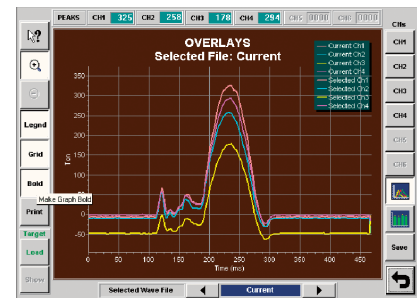 PEAKS CH1 325 CH2 258 CH3 178 CH4 294 CH5 0000 CH6 0000
CHs
OVERLAYS
Selected File: Current
Current Ch1
Current Ch2
Current Ch3
Current Ch4
Selected Ch1
Selected Ch2
Selected Ch3
Selected Ch4
Legnd
Grid
Bold
Make Graph Bold
Print
Target
Load
Show
CH1
CH2
CH3
CH4
CH5
CH6
Save
Ton
350
300
250
200
150
100
50
0
-50
0 50 100 150 200 250 300 350 400 450
Time (ms)
Selected Wave File Current